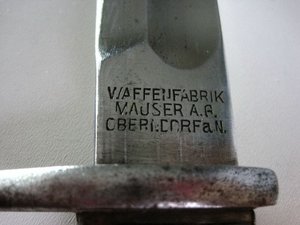 WAFFENFABRIK
MAUSER A.G.
OBERNDORF a.N.